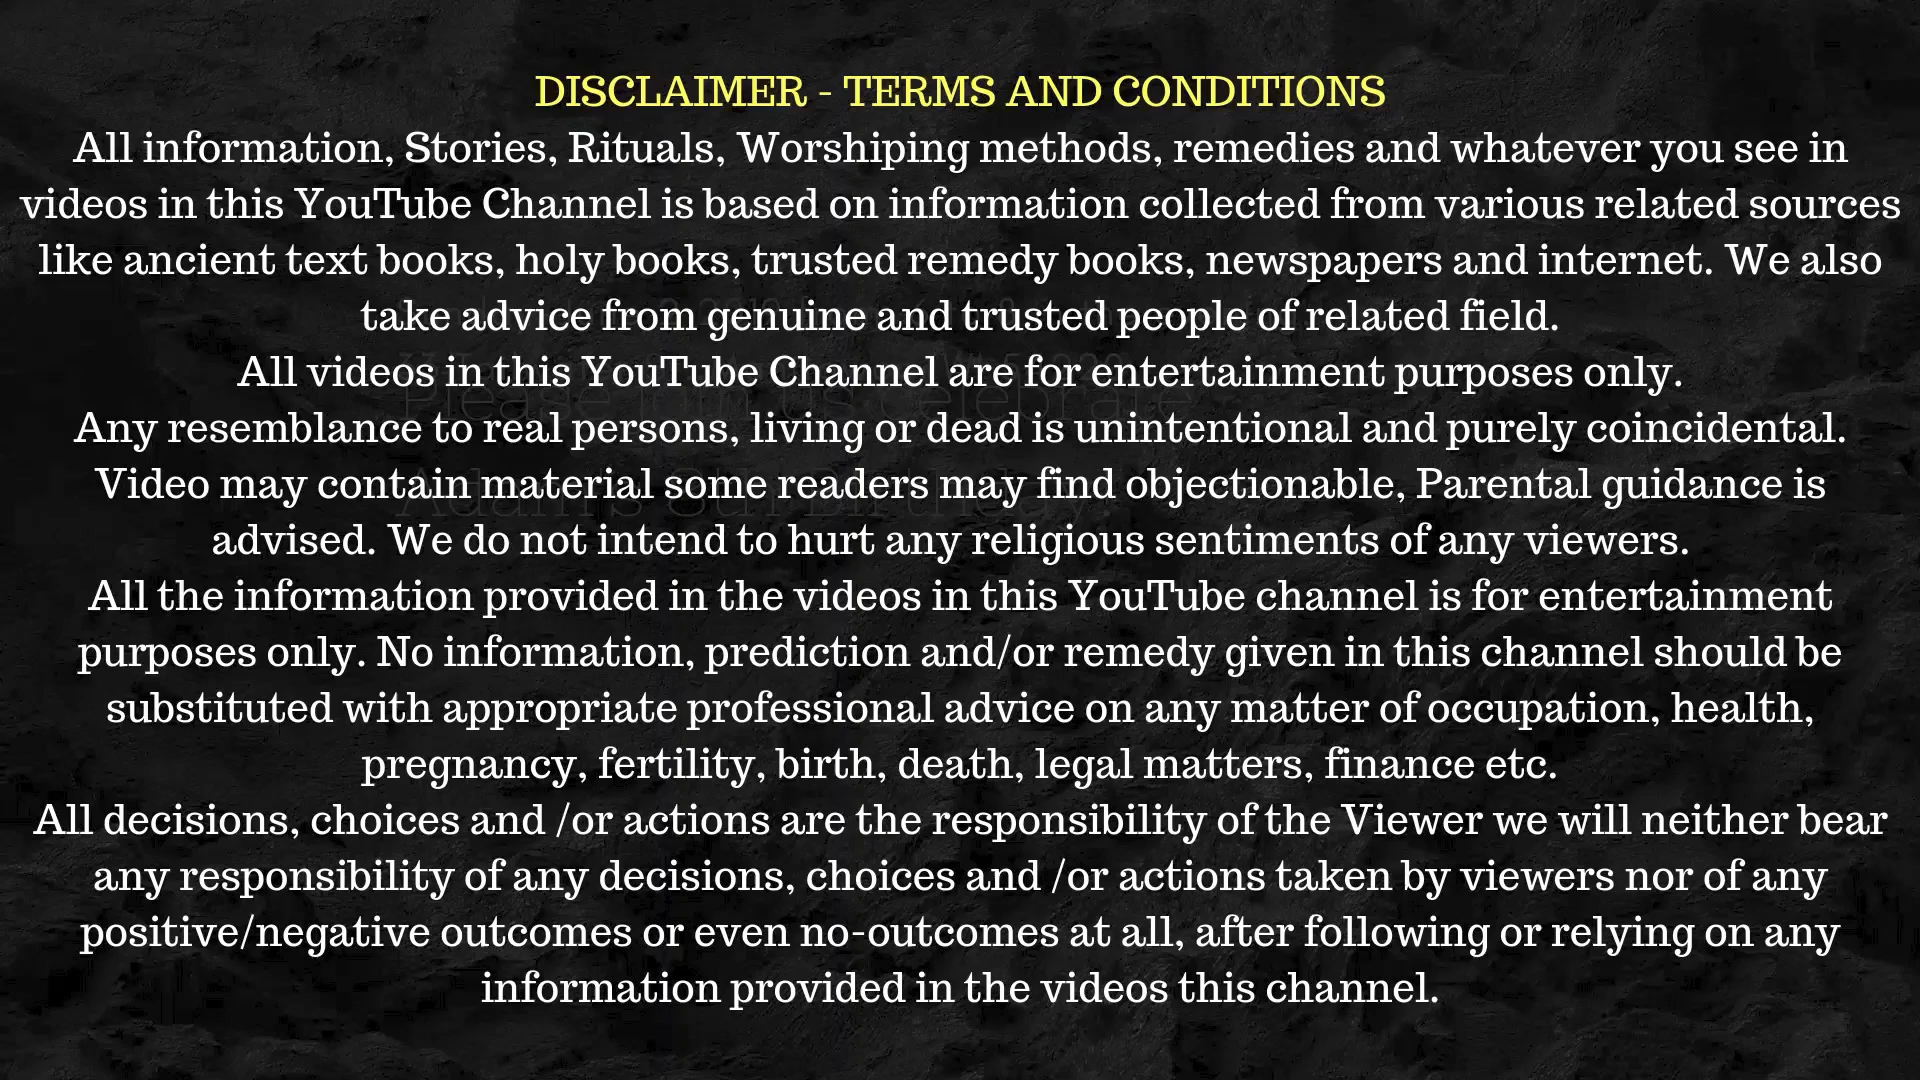 DISCLAIMER - TERMS AND CONDITIONS
All information, Stories, Rituals, Worshiping methods, remedies and whatever you see in
videos in this YouTube Channel is based on information collected from various related sources
like ancient text books, holy books, trusted remedy books, newspapers and internet. We also
take advice from genuine and trusted people of related field.
All videos in this YouTube Channel are for entertainment purposes only.
Any resemblance to real persons, living or dead is unintentional and purely coincidental.
Video may contain material some readers may find objectionable, Parental guidance is
advised. We do not intend to hurt any religious sentiments of any viewers.
All the information provided in the videos in this YouTube channel is for entertainment
purposes only. No information, prediction and/or remedy given in this channel should be
substituted with appropriate professional advice on any matter of occupation, health,
pregnancy, fertility, birth, death, legal matters, finance etc.
All decisions, choices and /or actions are the responsibility of the Viewer we will neither bear
any responsibility of any decisions, choices and /or actions taken by viewers nor of any
positive/negative outcomes or even no-outcomes at all, after following or relying on any
information provided in the videos this channel.